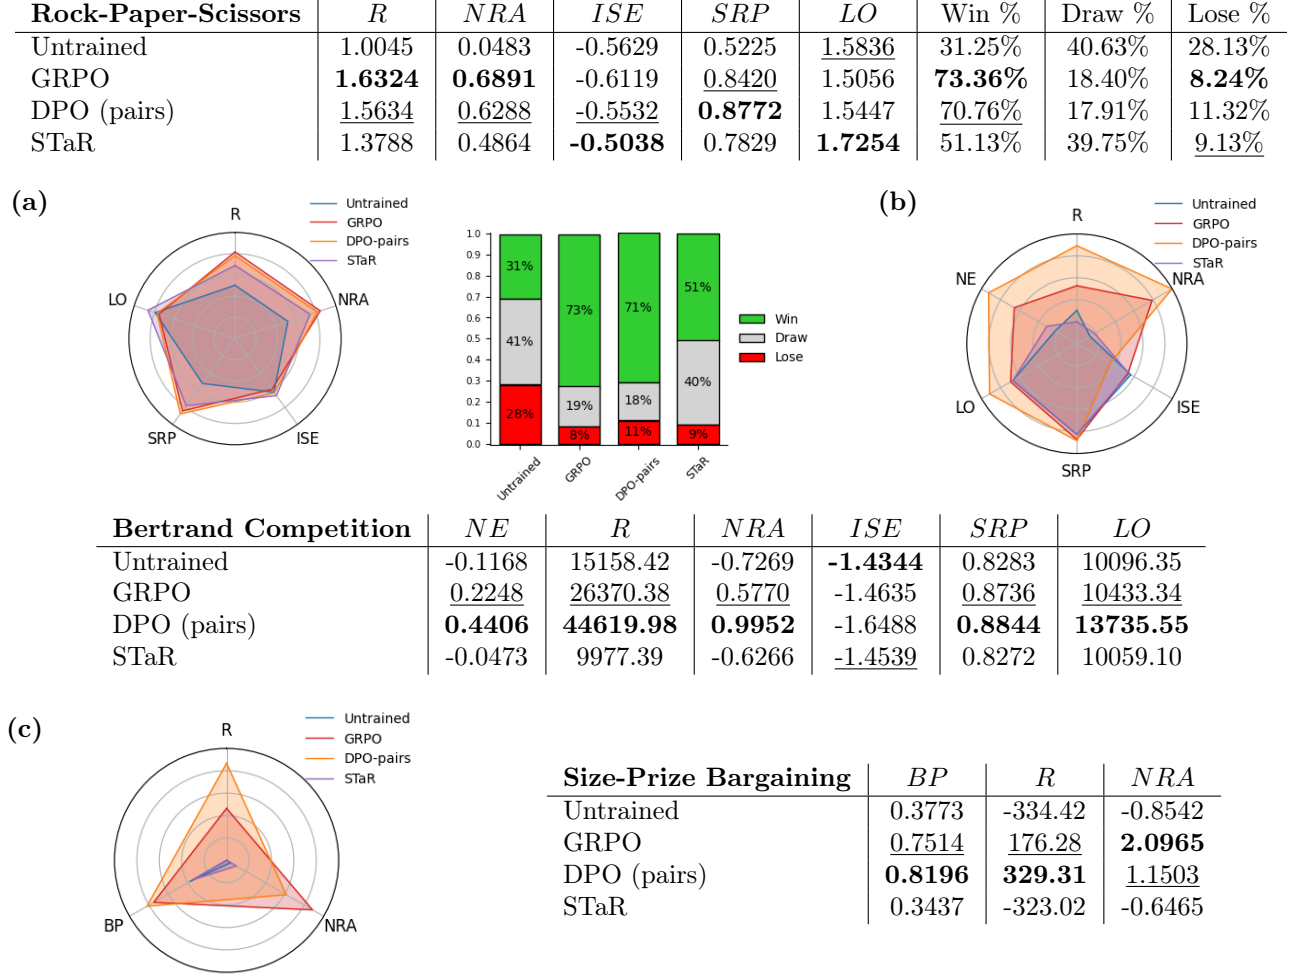 Rock-Paper-Scissors R NRA ISE SRP LO Win % Draw % Lose %
Untrained 1.0045 0.0483 -0.5629 0.5225 1.5836 31.25% 40.63% 28.13%
GRPO 1.6324 0.6891 -0.6119 0.8420 1.5056 73.36% 18.40% 8.24%
DPO (pairs) 1.5634 0.6288 -0.5532 0.8772 1.5447 70.76% 17.91% 11.32%
STaR 1.3788 0.4864 -0.5038 0.7829 1.7254 51.13% 39.75% 9.13%
(a)
R
NRA
ISE
SRP
LO
Untrained
GRPO
DPO-pairs
STaR
1.0
0.9
0.8
0.7
0.6
0.5
0.4
0.3
0.2
0.1
0.0
31%
41%
28%
73%
19%
8%
71%
18%
11%
51%
40%
9%
Untrained
GRPO
DPO-pairs
STaR
Win
Draw
Lose
(b)
R
NRA
ISE
SRP
LO
NE
Untrained
GRPO
DPO-pairs
STaR
Bertrand Competition NE R NRA ISE SRP LO
Untrained -0.1168 15158.42 -0.7269 -1.4344 0.8283 10096.35
GRPO 0.2248 26370.38 0.5770 -1.4635 0.8736 10433.34
DPO (pairs) 0.4406 44619.98 0.9952 -1.6488 0.8844 13735.55
STaR -0.0473 9977.39 -0.6266 -1.4539 0.8272 10059.10
(c)
R
NRA
BP
Untrained
GRPO
DPO-pairs
STaR
Size-Prize Bargaining BP R NRA
Untrained 0.3773 -334.42 -0.8542
GRPO 0.7514 176.28 2.0965
DPO (pairs) 0.8196 329.31 1.1503
STaR 0.3437 -323.02 -0.6465